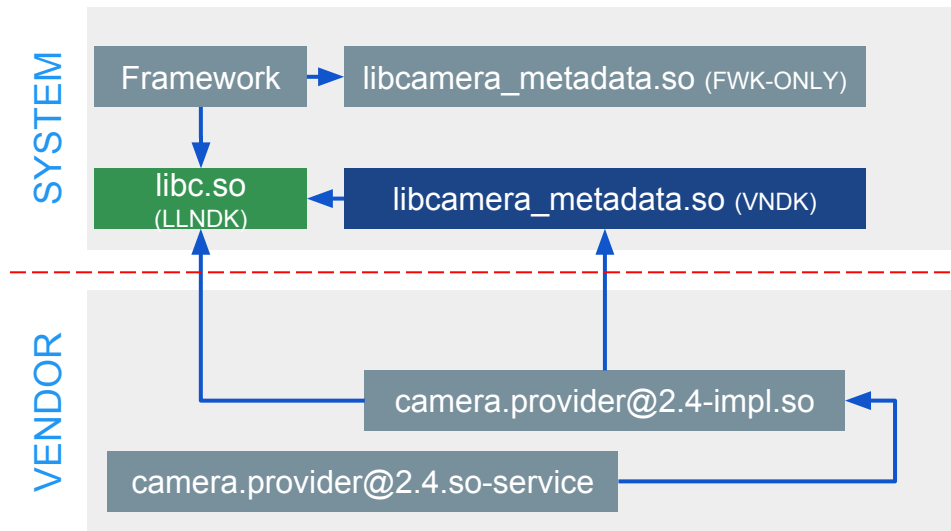 SYSTEM
Framework
libcamera_metadata.so (FWK-ONLY)
libc.so
(LLNDK)
libcamera_metadata.so (VNDK)
VENDOR
camera.provider@2.4-impl.so
camera.provider@2.4.so-service